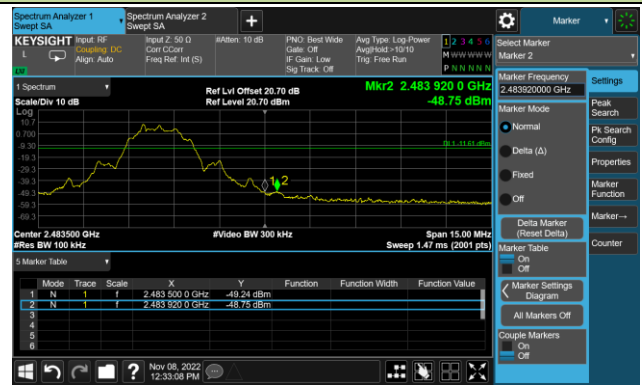 Spectrum Analyzer 1
Swept SA
Spectrum Analyzer 2
Swept SA
Marker
KEYSIGHT
L
Input: RF
Coupling: DC
Align: Auto
Input Z: 50 Ω
Corr CCorr
Freq Ref: Int (S)
#Atten: 10 dB
PNO: Best Wide
Gate: Off
IF Gain: Low
Sig Track: Off
Avg Type: Log-Power
Avg|Hold:>10/10
Trig: Free Run
1 2 3 4 5 6
M W W W W W
P N N N N N
LW
1 Spectrum
Scale/Div 10 dB
Log
Ref Lvl Offset 20.70 dB
Ref Level 20.70 dBm
Mkr2 2.483 920 0 GHz
-48.75 dBm
10.7
0.700
-9.30
-19.3
-29.3
-39.3
-49.3
-59.3
-69.3
DL1 -11.61 dBm
1
2
Center 2.483500 GHz
#Res BW 100 kHz
#Video BW 300 kHz
Span 15.00 MHz
Sweep 1.47 ms (2001 pts)
5 Marker Table
Mode Trace Scale X Y Function Function Width Function Value
1 N 1 f 2.483 500 0 GHz -49.24 dBm
2 N 1 f 2.483 920 0 GHz -48.75 dBm
3
4
5
6
Nov 08, 2022
12:33:08 PM
Select Marker
Marker 2
Marker Frequency
2.483920000 GHz
Marker Mode
Normal
Delta (Δ)
Fixed
Off
Delta Marker
(Reset Delta)
Marker Table
On
Off
Marker Settings
Diagram
All Markers Off
Couple Markers
On
Off
Settings
Peak
Search
Pk Search
Config
Properties
Marker
Function
Marker→
Counter